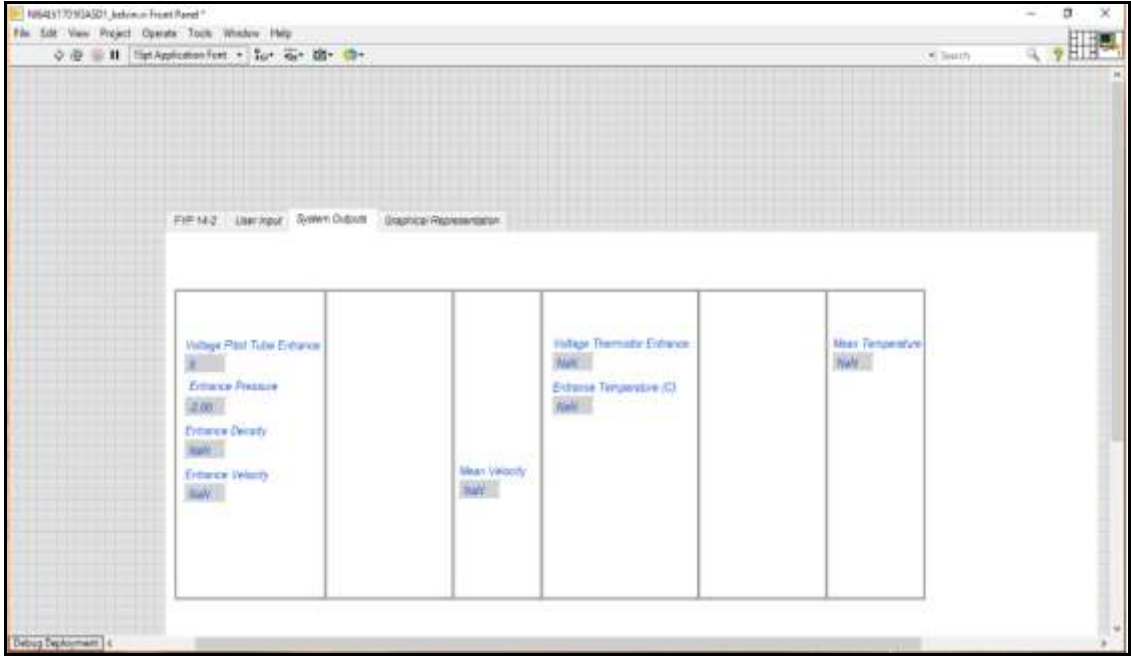 File Edit View Project Operate Tools Window Help
15pt Application Font
Search
FYP 14-2 User Input System Outputs Graphical Representation
Voltage Pitot Tube Entrance
0
Entrance Pressure
-2.00
Entrance Density
NaN
Entrance Velocity
NaN
Mean Velocity
NaN
Voltage Thermistor Entrance
NaN
Entrance Temperature (C)
NaN
Mean Temperature
NaN
Debug Deployment